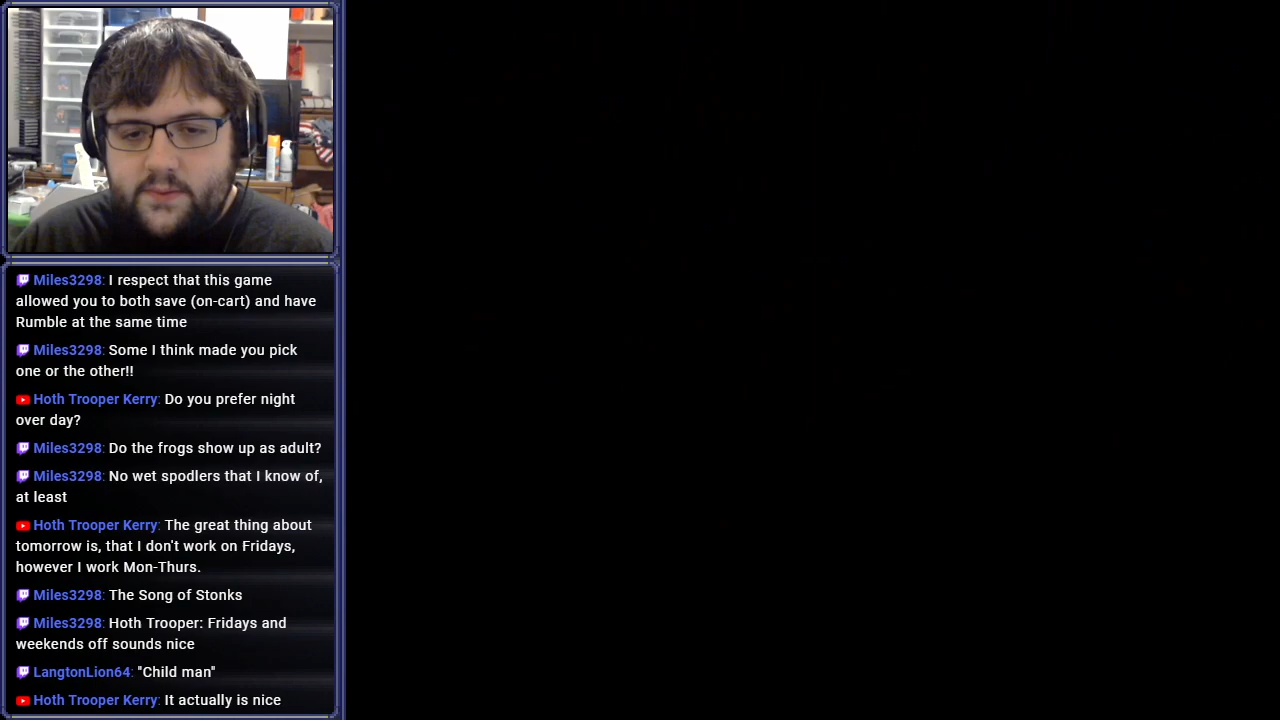 Miles3298: I respect that this game
allowed you to both save (on-cart) and have
Rumble at the same time
Miles3298: Some I think made you pick
one or the other!!
Hoth Trooper Kerry: Do you prefer night
over day?
Miles3298: Do the frogs show up as adult?
Miles3298: No wet spodlers that I know of,
at least
Hoth Trooper Kerry: The great thing about
tomorrow is, that I don't work on Fridays,
however I work Mon-Thurs.
Miles3298: The Song of Stonks
Miles3298: Hoth Trooper: Fridays and
weekends off sounds nice
LangtonLion64: "Child man"
Hoth Trooper Kerry: It actually is nice